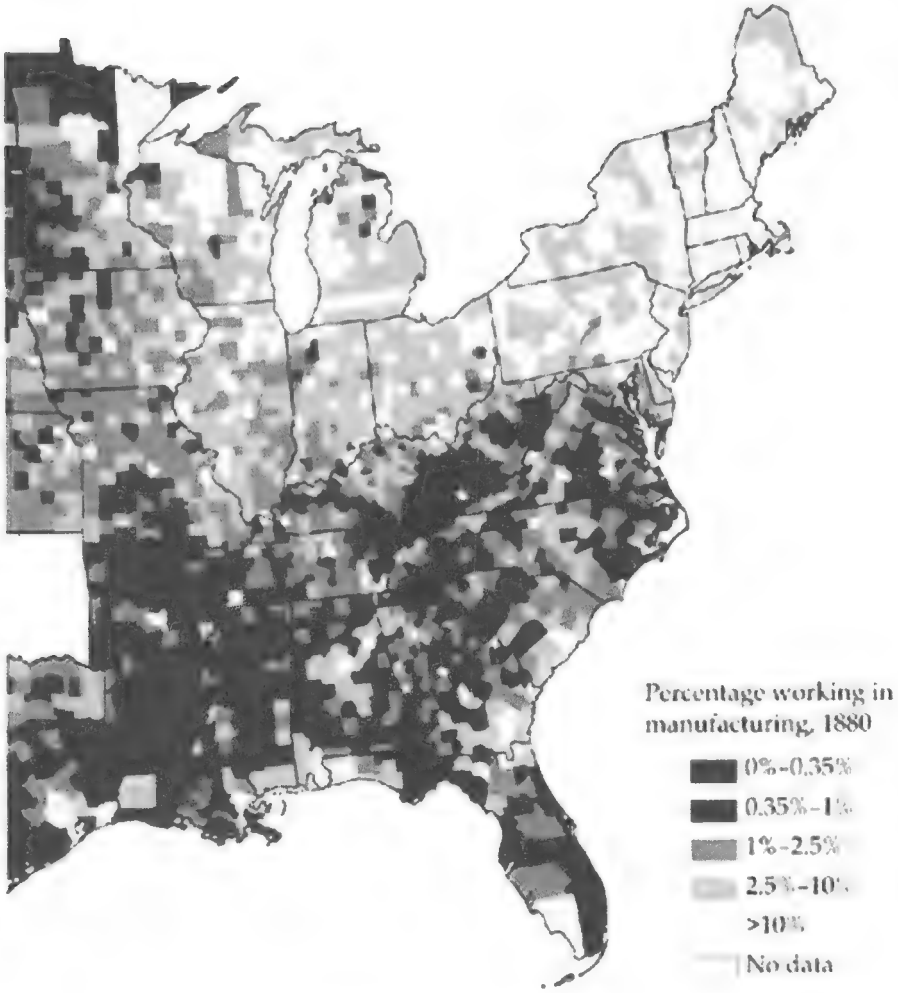 Percentage working in
manufacturing, 1880
0%–0.35%
0.35%–1%
1%–2.5%
2.5%–10%
>10%
No data